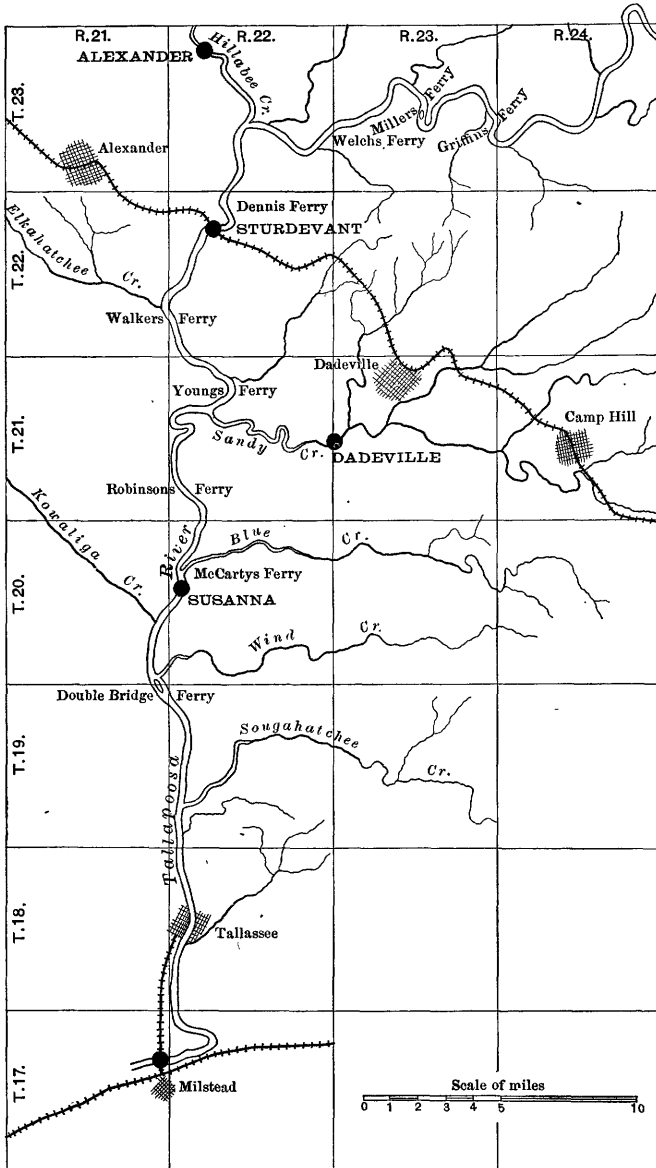 R.21. R.22. R.23. R.24.
ALEXANDER
Hillabee Cr.
T.23.
Millers Ferry
Griffins Ferry
Welchs Ferry
Alexander
Dennis Ferry
STURDEVANT
Elkahatchee Cr.
T.22.
Walkers Ferry
Dadeville
Youngs Ferry
Camp Hill
T.21.
Sandy Cr.
DADEVILLE
Robinsons Ferry
Kowaliga Cr.
River
Blue Cr.
T.20.
McCartys Ferry
SUSANNA
Wind Cr.
Double Bridge Ferry
Sougahatchee Cr.
T.19.
Tallapoosa
T.18.
Tallassee
T.17.
Milstead
Scale of miles
0 1 2 3 4 5 10